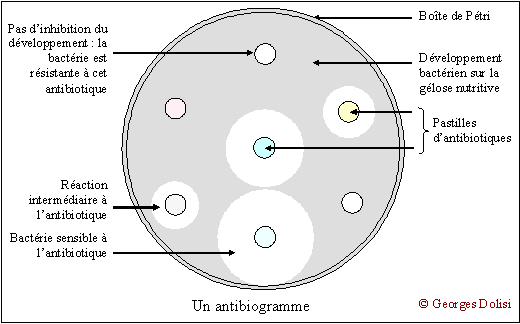 Pas d'inhibition du
développement : la
bactérie est
résistante à cet
antibiotique
Boîte de Pétri
Développement
bactérien sur la
gélose nutritive
Pastilles
d'antibiotiques
Réaction
intermédiaire à
l'antibiotique
Bactérie sensible à
l'antibiotique
Un antibiogramme
© Georges Dolisi